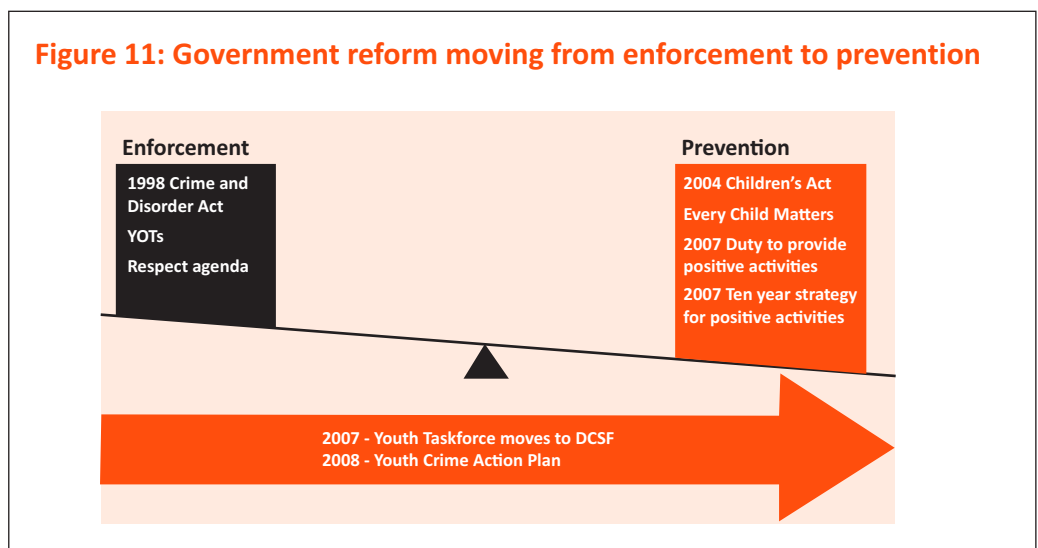 Figure 11: Government reform moving from enforcement to prevention
Enforcement
1998 Crime and
Disorder Act
YOTs
Respect agenda
Prevention
2004 Children’s Act
Every Child Matters
2007 Duty to provide
positive activities
2007 Ten year strategy
for positive activities
2007 - Youth Taskforce moves to DCSF
2008 - Youth Crime Action Plan